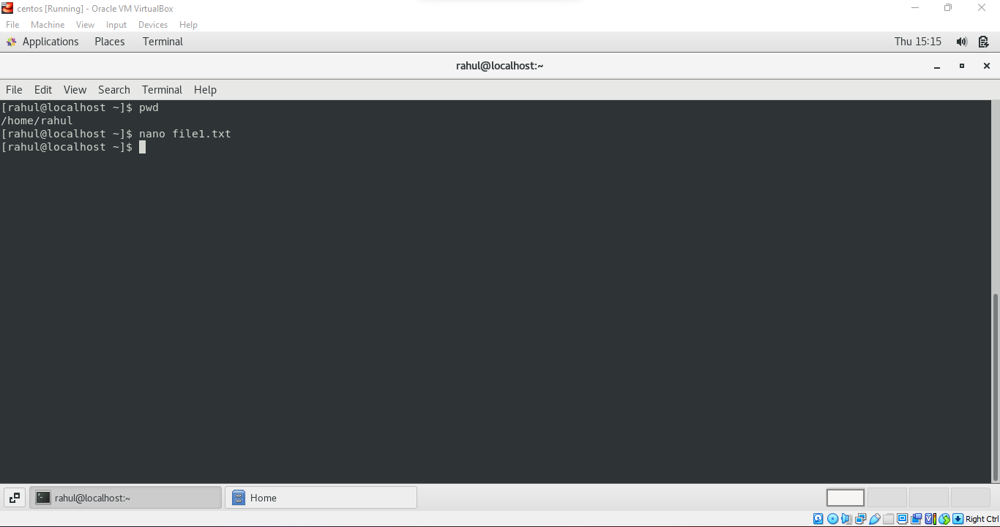 centos [Running] - Oracle VM VirtualBox
File Machine View Input Devices Help
Applications Places Terminal Thu 15:15
rahul@localhost:~
File Edit View Search Terminal Help
[rahul@localhost ~]$ pwd
/home/rahul
[rahul@localhost ~]$ nano file1.txt
[rahul@localhost ~]$
rahul@localhost:~ Home
Right Ctrl